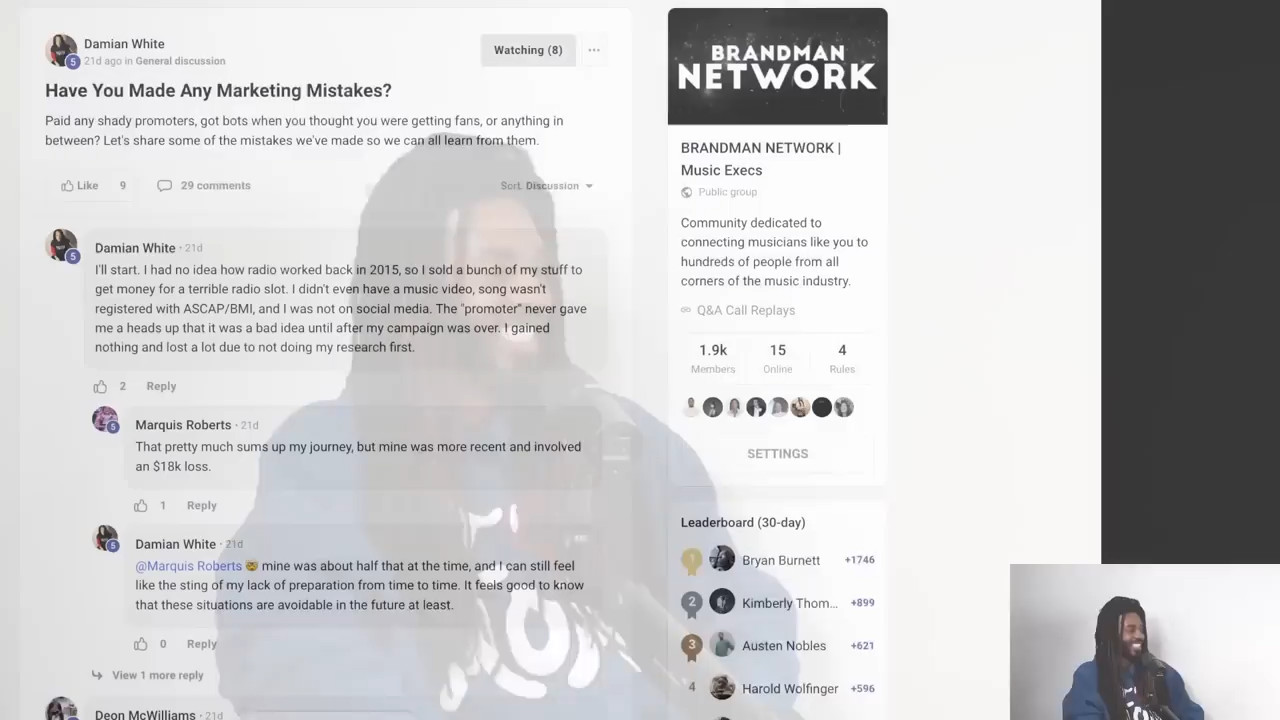 Damian White
5
21d ago in General discussion
Watching (8)
Have You Made Any Marketing Mistakes?
Paid any shady promoters, got bots when you thought you were getting fans, or anything in
between? Let's share some of the mistakes we've made so we can all learn from them.
Like 9
29 comments
Sort. Discussion
Damian White · 21d
5
I'll start. I had no idea how radio worked back in 2015, so I sold a bunch of my stuff to
get money for a terrible radio slot. I didn't even have a music video, song wasn't
registered with ASCAP/BMI, and I was not on social media. The "promoter" never gave
me a heads up that it was a bad idea until after my campaign was over. I gained
nothing and lost a lot due to not doing my research first.
2 Reply
Marquis Roberts · 21d
5
That pretty much sums up my journey, but mine was more recent and involved
an $18k loss.
1 Reply
Damian White · 21d
5
@Marquis Roberts 🤯 mine was about half that at the time, and I can still feel
like the sting of my lack of preparation from time to time. It feels good to know
that these situations are avoidable in the future at least.
0 Reply
View 1 more reply
Deon McWilliams · 21d
BRANDMAN
NETWORK
BRANDMAN NETWORK |
Music Execs
Public group
Community dedicated to
connecting musicians like you to
hundreds of people from all
corners of the music industry.
Q&A Call Replays
1.9k 15 4
Members Online Rules
SETTINGS
Leaderboard (30-day)
1 Bryan Burnett +1746
2 Kimberly Thom... +899
3 Austen Nobles +621
4 Harold Wolfinger +596